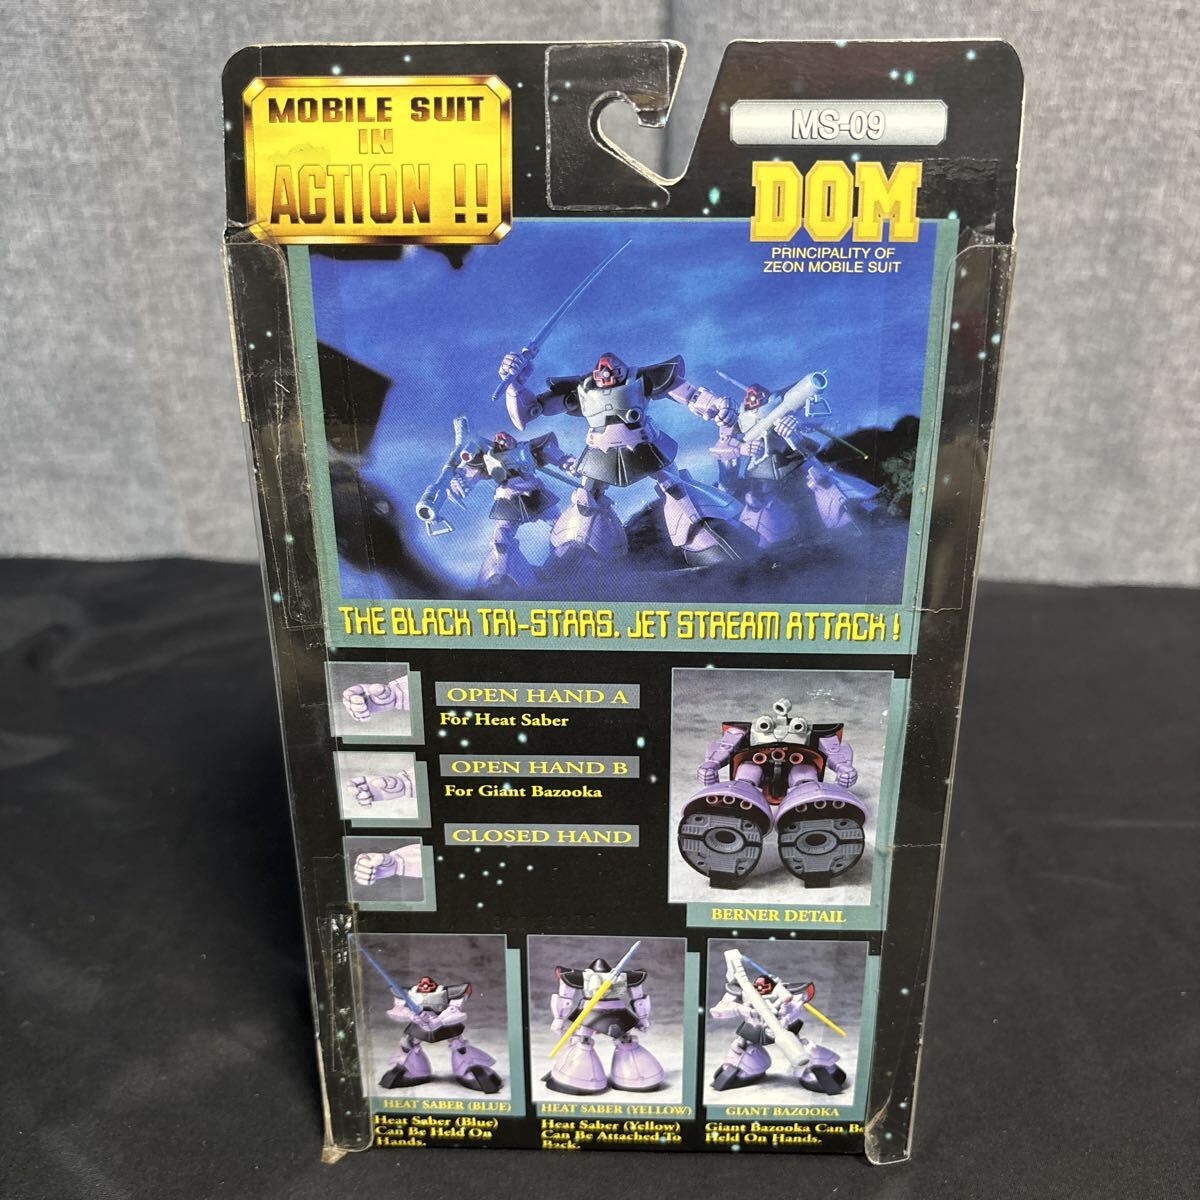 MOBILE SUIT
IN
ACTION !!
MS-09
DOM
PRINCIPALITY OF
ZEON MOBILE SUIT
THE BLACK TRI-STARS. JET STREAM ATTACK!
OPEN HAND A
For Heat Saber
OPEN HAND B
For Giant Bazooka
CLOSED HAND
BERNER DETAIL
HEAT SABER (BLUE)
Heat Saber (Blue)
Can Be Held On
Hands.
HEAT SABER (YELLOW)
Heat Saber (Yellow)
Can Be Attached To
Back.
GIANT BAZOOKA
Giant Bazooka Can Be
Held On Hands.